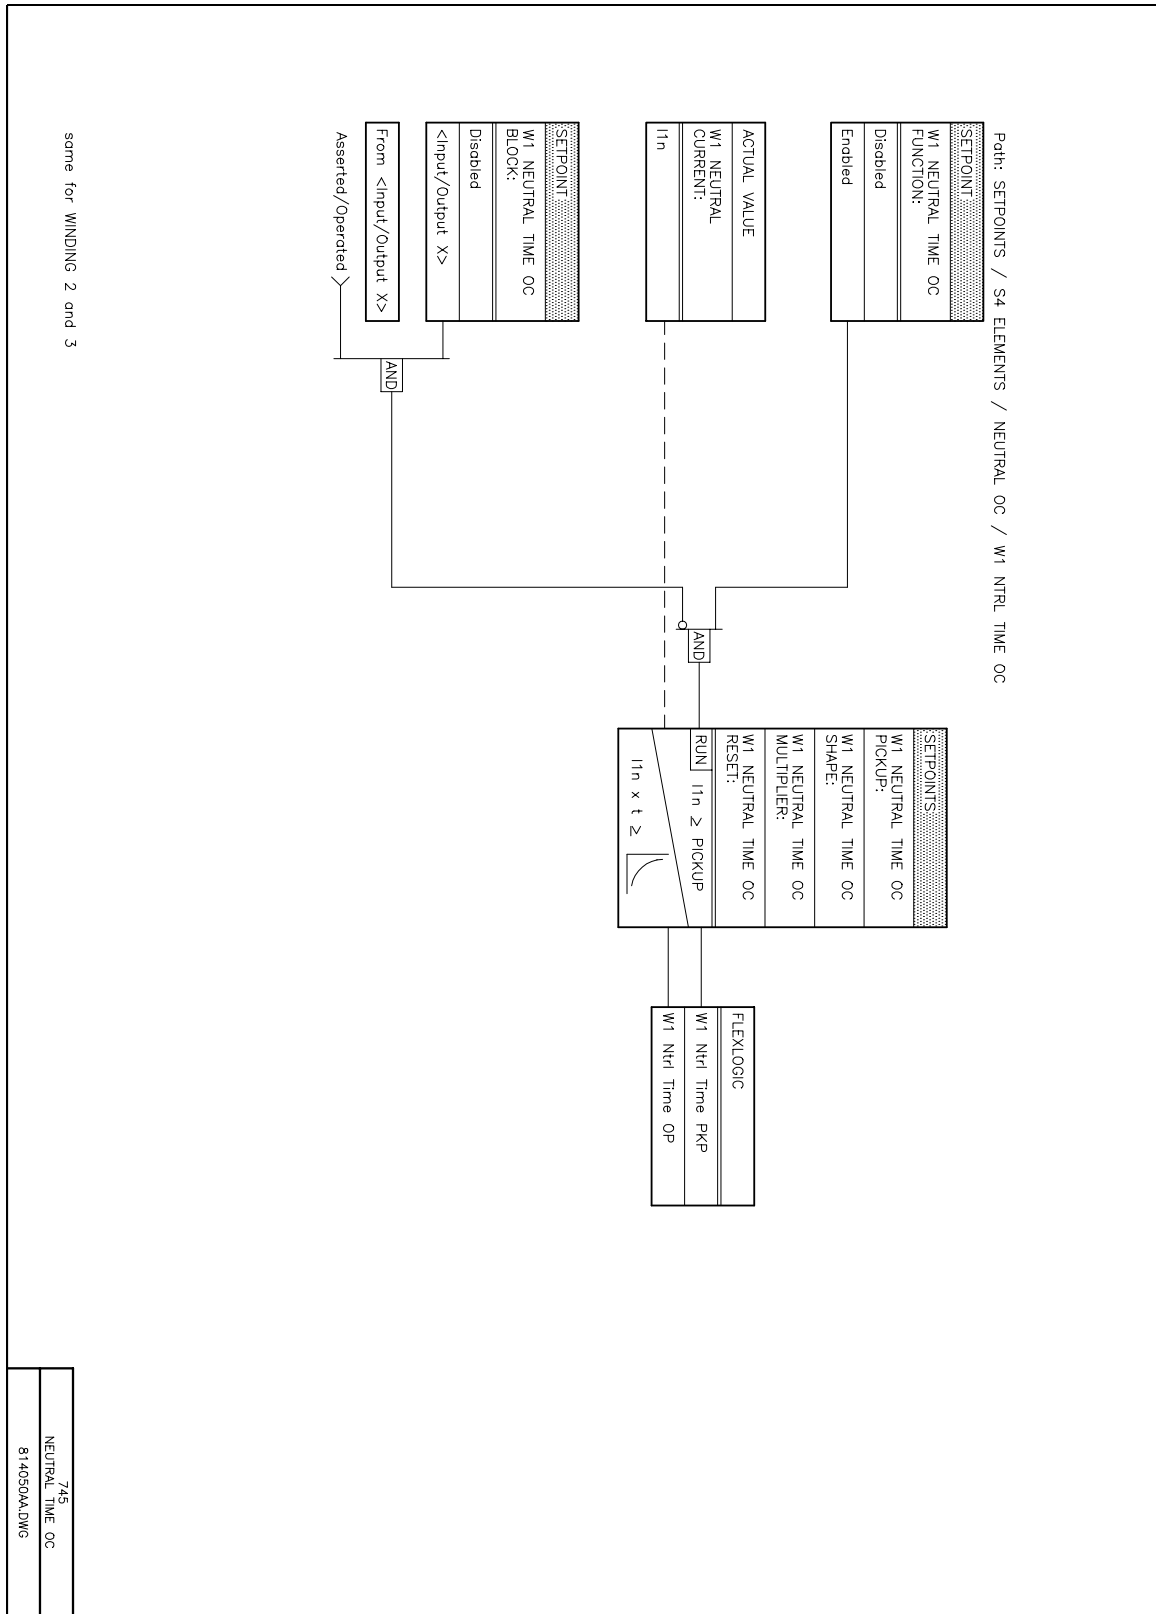 Path: SETPOINTS / S4 ELEMENTS / NEUTRAL OC / W1 NTRL TIME OC
SETPOINT
W1 NEUTRAL TIME OC
FUNCTION:
Disabled
Enabled
ACTUAL VALUE
W1 NEUTRAL
CURRENT:
I1n
SETPOINT
W1 NEUTRAL TIME OC
BLOCK:
Disabled
<Input/Output X>
From <Input/Output X>
Asserted/Operated
AND
AND
SETPOINTS
W1 NEUTRAL TIME OC
PICKUP:
W1 NEUTRAL TIME OC
SHAPE:
W1 NEUTRAL TIME OC
MULTIPLIER:
W1 NEUTRAL TIME OC
RESET:
RUN I1n ≥ PICKUP
I1n x t ≥
FLEXLOGIC
W1 Ntrl Time PKP
W1 Ntrl Time OP
same for WINDING 2 and 3
745
NEUTRAL TIME OC
814050AA.DWG